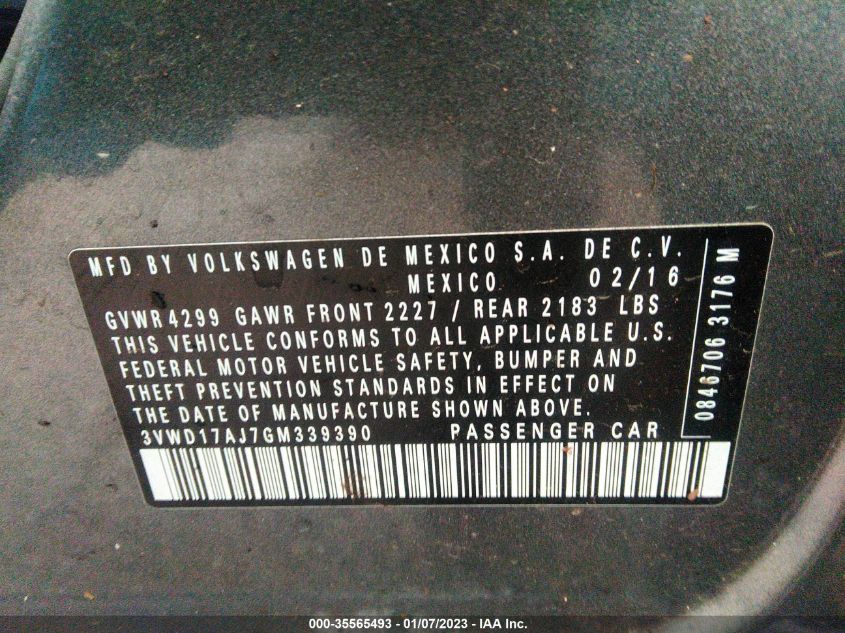 MFD BY VOLKSWAGEN DE MEXICO S.A. DE C.V.
MEXICO 02/16
GVWR 4299 GAWR FRONT 2227 / REAR 2183 LBS
THIS VEHICLE CONFORMS TO ALL APPLICABLE U.S.
FEDERAL MOTOR VEHICLE SAFETY, BUMPER AND
THEFT PREVENTION STANDARDS IN EFFECT ON
THE DATE OF MANUFACTURE SHOWN ABOVE.
3VWD17AJ7GM339390 PASSENGER CAR
0846706 3176 M
000-35565493 - 01/07/2023 - IAA Inc.